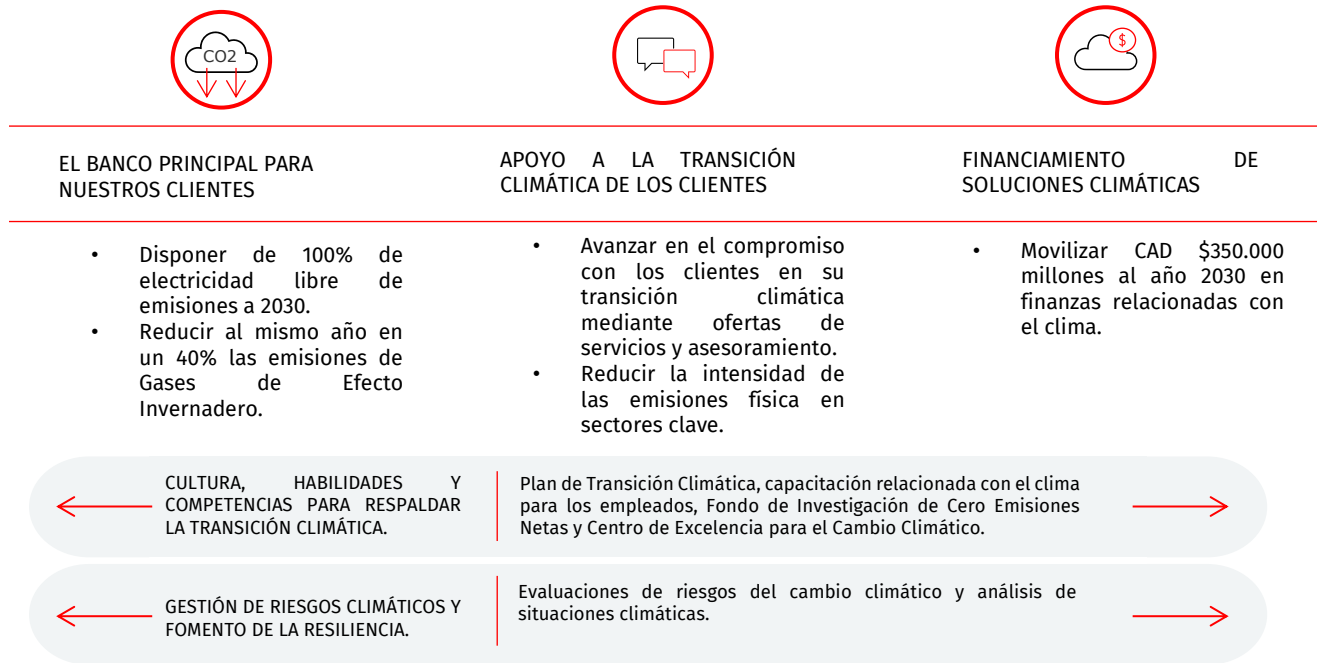 CO2
$
EL BANCO PRINCIPAL PARA
NUESTROS CLIENTES
APOYO A LA TRANSICIÓN
CLIMÁTICA DE LOS CLIENTES
FINANCIAMIENTO DE
SOLUCIONES CLIMÁTICAS
• Disponer de 100% de
electricidad libre de
emisiones a 2030.
• Reducir al mismo año en
un 40% las emisiones de
Gases de Efecto
Invernadero.
• Avanzar en el compromiso
con los clientes en su
transición climática
mediante ofertas de
servicios y asesoramiento.
• Reducir la intensidad de
las emisiones física en
sectores clave.
• Movilizar CAD $350.000
millones al año 2030 en
finanzas relacionadas con
el clima.
CULTURA, HABILIDADES Y
COMPETENCIAS PARA RESPALDAR
LA TRANSICIÓN CLIMÁTICA.
Plan de Transición Climática, capacitación relacionada con el clima
para los empleados, Fondo de Investigación de Cero Emisiones
Netas y Centro de Excelencia para el Cambio Climático.
GESTIÓN DE RIESGOS CLIMÁTICOS Y
FOMENTO DE LA RESILIENCIA.
Evaluaciones de riesgos del cambio climático y análisis de
situaciones climáticas.